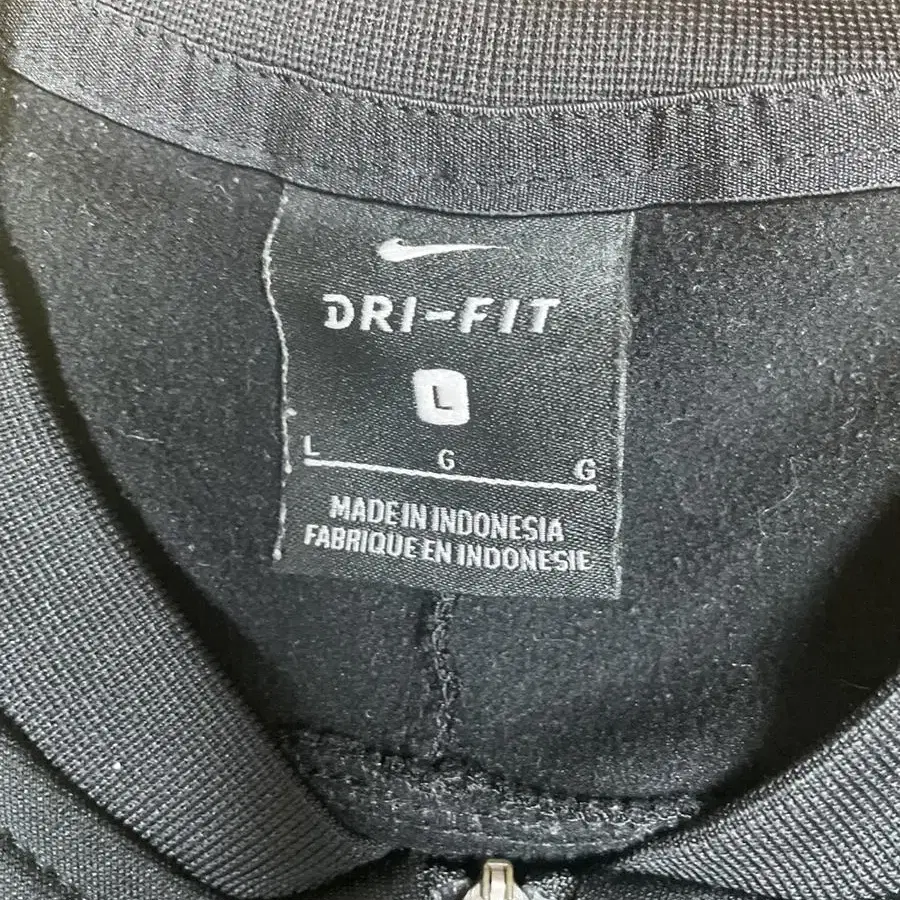 DRI-FIT
L
L G G
MADE IN INDONESIA
FABRIQUE EN INDONESIE